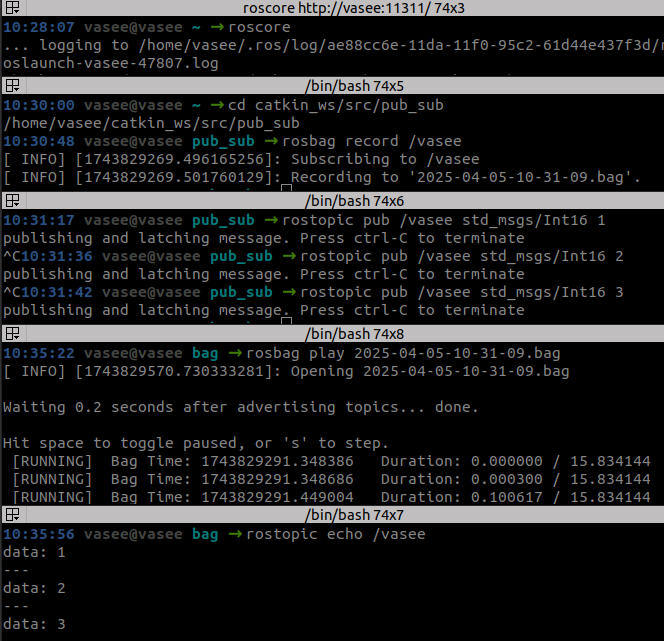 roscore http://vasee:11311/ 74x3
10:28:07 vasee@vasee ~ →roscore
... logging to /home/vasee/.ros/log/ae88cc6e-11da-11f0-95c2-61d44e437f3d/r
oslaunch-vasee-47807.log
/bin/bash 74x5
10:30:00 vasee@vasee ~ →cd catkin_ws/src/pub_sub
/home/vasee/catkin_ws/src/pub_sub
10:30:48 vasee@vasee pub_sub →rosbag record /vasee
[ INFO] [1743829269.496165256]: Subscribing to /vasee
[ INFO] [1743829269.501760129]: Recording to '2025-04-05-10-31-09.bag'.
/bin/bash 74x6
10:31:17 vasee@vasee pub_sub →rostopic pub /vasee std_msgs/Int16 1
publishing and latching message. Press ctrl-C to terminate
^C10:31:36 vasee@vasee pub_sub →rostopic pub /vasee std_msgs/Int16 2
publishing and latching message. Press ctrl-C to terminate
^C10:31:42 vasee@vasee pub_sub →rostopic pub /vasee std_msgs/Int16 3
publishing and latching message. Press ctrl-C to terminate
/bin/bash 74x8
10:35:22 vasee@vasee bag →rosbag play 2025-04-05-10-31-09.bag
[ INFO] [1743829570.730333281]: Opening 2025-04-05-10-31-09.bag
Waiting 0.2 seconds after advertising topics... done.
Hit space to toggle paused, or 's' to step.
[RUNNING]  Bag Time: 1743829291.348386   Duration: 0.000000 / 15.834144
[RUNNING]  Bag Time: 1743829291.348686   Duration: 0.000300 / 15.834144
[RUNNING]  Bag Time: 1743829291.449004   Duration: 0.100617 / 15.834144
/bin/bash 74x7
10:35:56 vasee@vasee bag →rostopic echo /vasee
data: 1
---
data: 2
---
data: 3